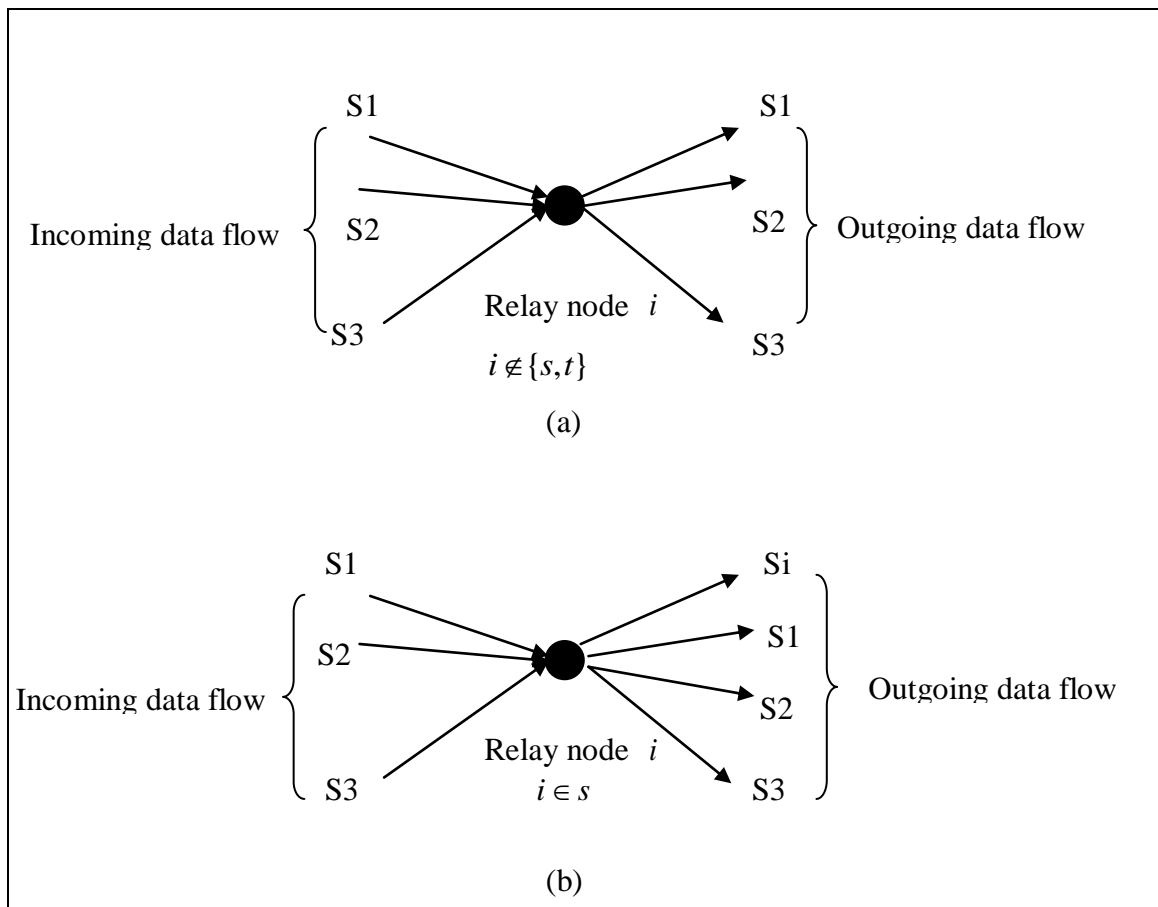 S1
S1
Incoming data flow
S2
S2
Outgoing data flow
S3
S3
Relay node i
i ∉ {s,t}
(a)
S1
Si
S2
S1
Incoming data flow
Outgoing data flow
S2
S3
S3
Relay node i
i ∈ s
(b)